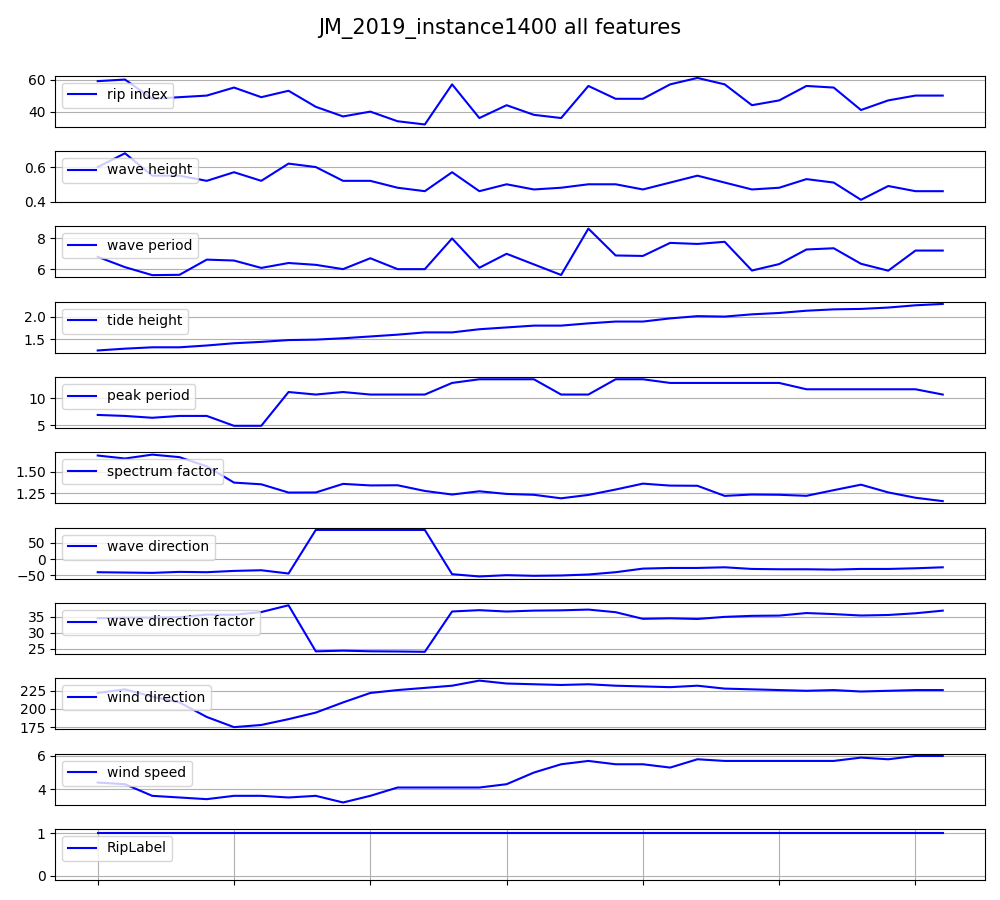 JM_2019_instance1400 all features
60
40
rip index
0.6
0.4
wave height
8
6
wave period
2.0
1.5
tide height
10
5
peak period
1.50
1.25
spectrum factor
50
0
−50
wave direction
35
30
25
wave direction factor
225
200
175
wind direction
6
4
wind speed
1
0
RipLabel